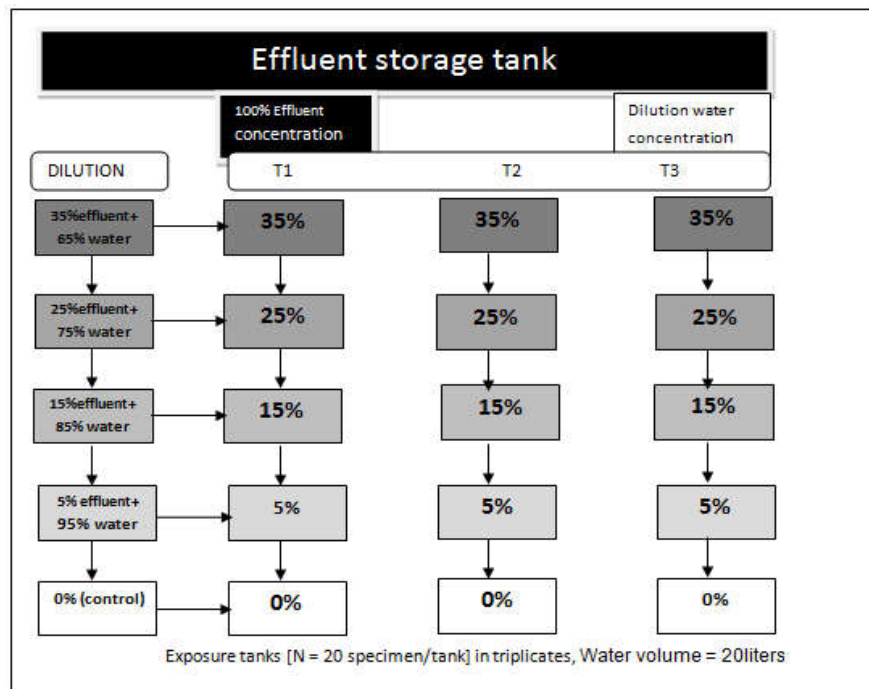 Effluent storage tank
100% Effluent
concentration
Dilution water
concentration
DILUTION
T1
T2
T3
35%effluent+
65% water
35%
35%
35%
25%effluent+
75% water
25%
25%
25%
15%effluent+
85% water
15%
15%
15%
5% effluent+
95% water
5%
5%
5%
0% (control)
0%
0%
0%
Exposure tanks [N = 20 specimen/tank] in triplicates, Water volume = 20liters